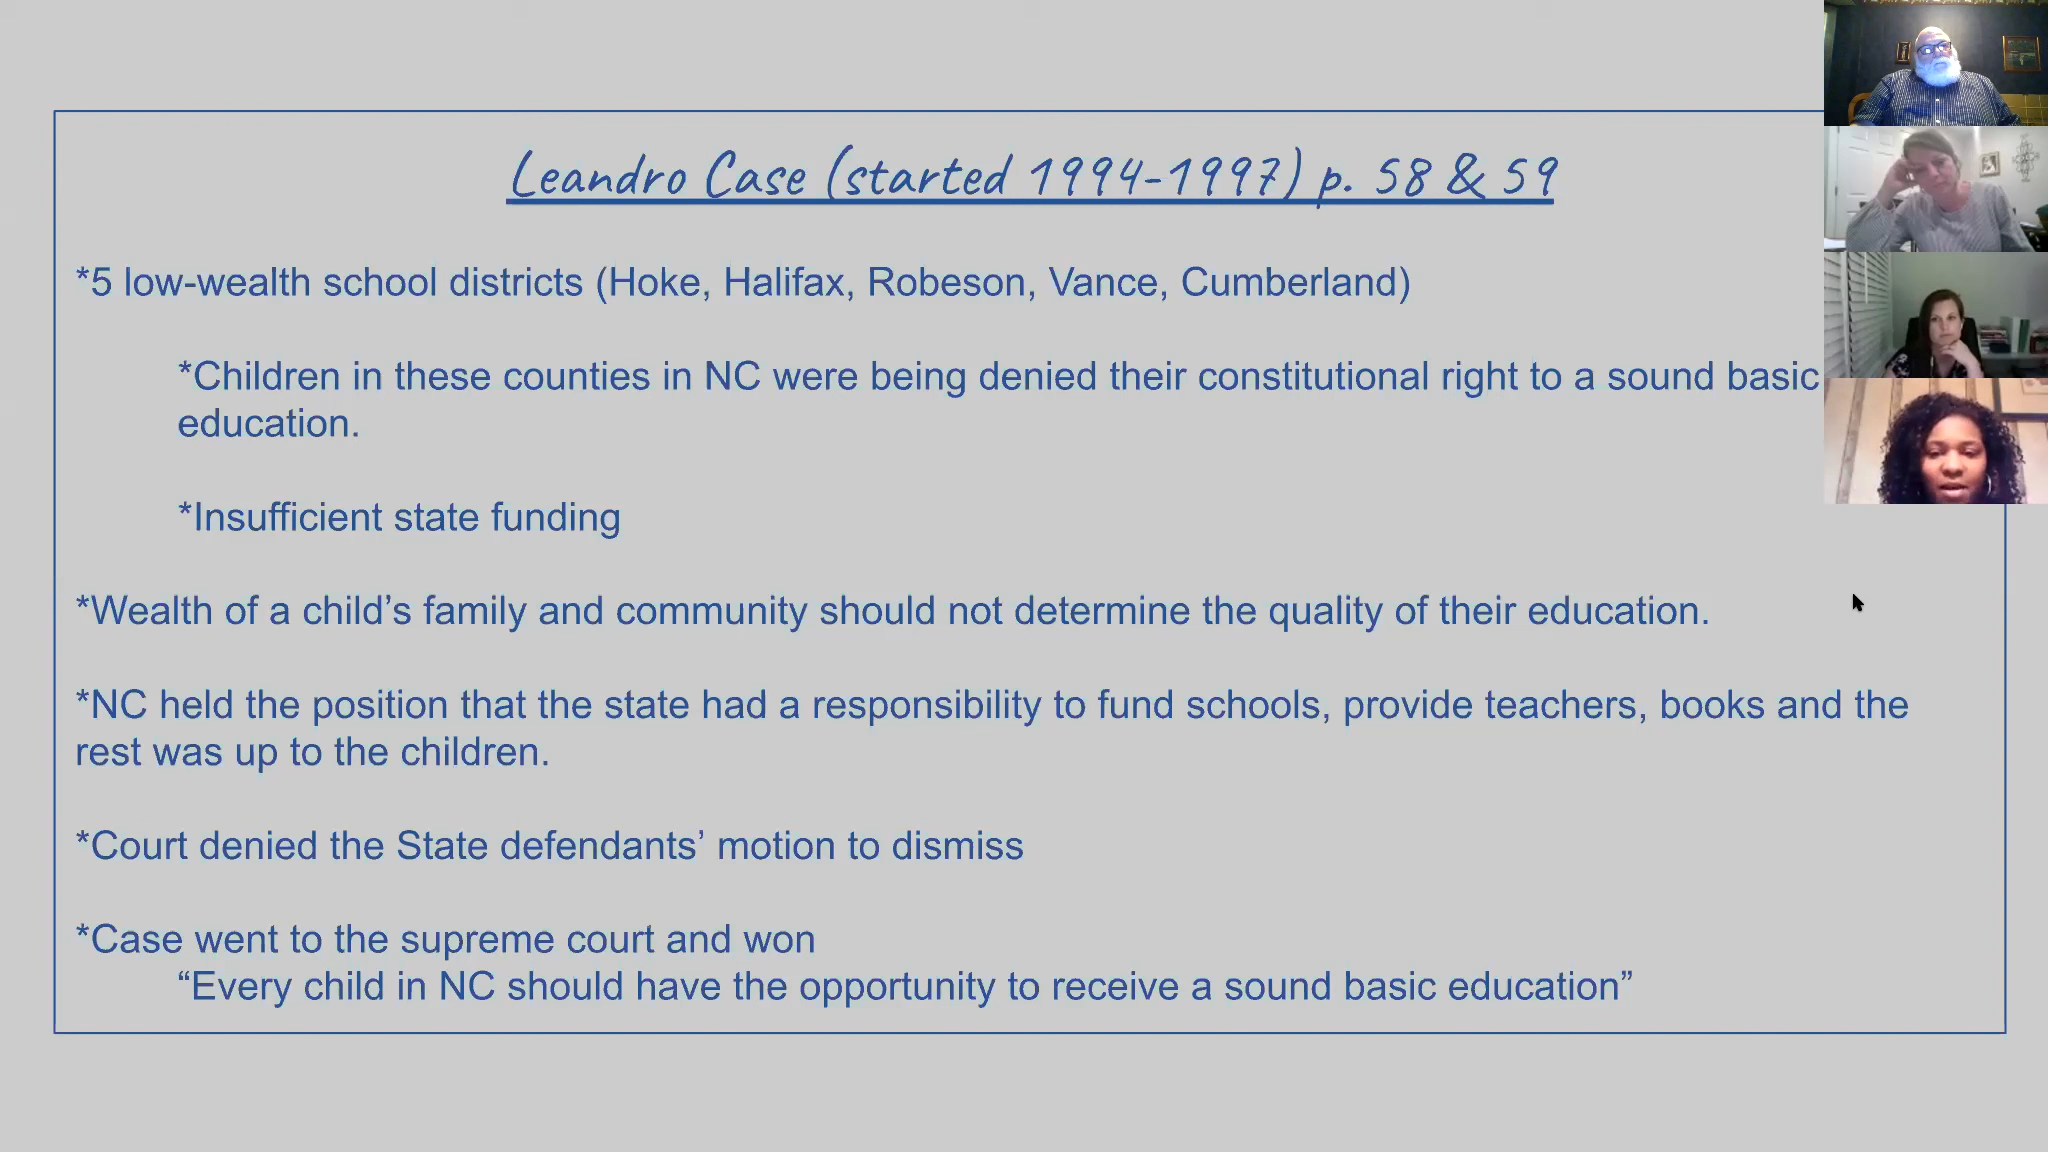 Leandro Case (started 1994-1997) p. 58 & 59
*5 low-wealth school districts (Hoke, Halifax, Robeson, Vance, Cumberland)
*Children in these counties in NC were being denied their constitutional right to a sound basic
education.
*Insufficient state funding
*Wealth of a child’s family and community should not determine the quality of their education.
*NC held the position that the state had a responsibility to fund schools, provide teachers, books and the
rest was up to the children.
*Court denied the State defendants’ motion to dismiss
*Case went to the supreme court and won
“Every child in NC should have the opportunity to receive a sound basic education”